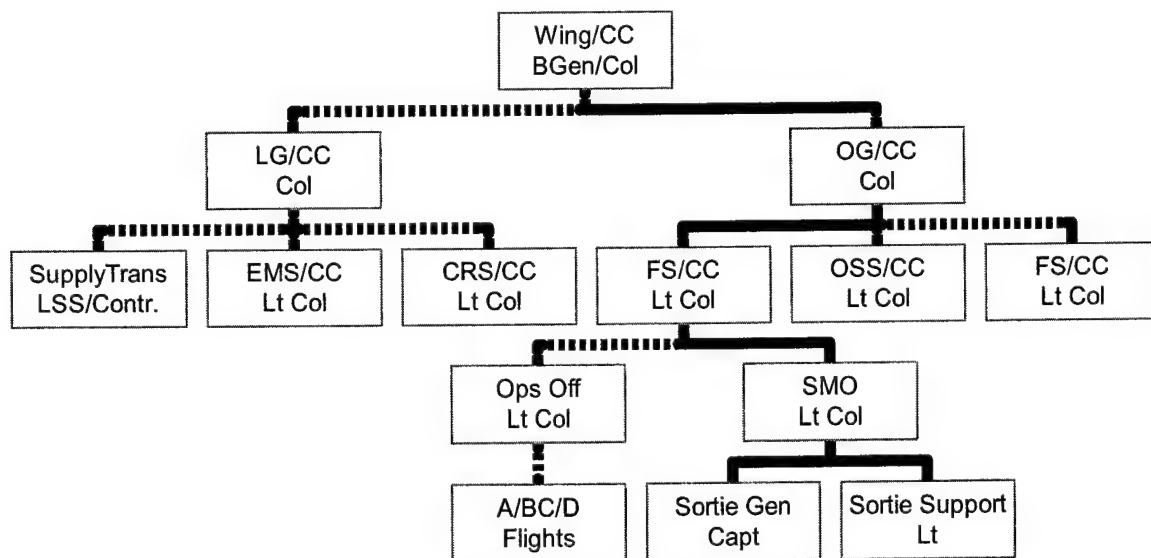 Wing/CC
BGen/Col
LG/CC
Col
OG/CC
Col
SupplyTrans
LSS/Contr.
EMS/CC
Lt Col
CRS/CC
Lt Col
FS/CC
Lt Col
OSS/CC
Lt Col
FS/CC
Lt Col
Ops Off
Lt Col
SMO
Lt Col
A/BC/D
Flights
Sortie Gen
Capt
Sortie Support
Lt